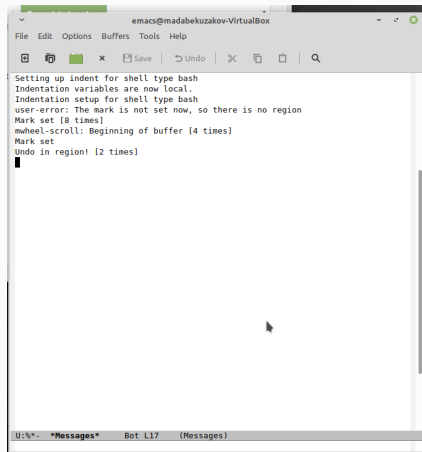 emacs@madabekuzakov-VirtualBox
File Edit Options Buffers Tools Help
Save Undo
Setting up indent for shell type bash
Indentation variables are now local.
Indentation setup for shell type bash
user-error: The mark is not set now, so there is no region
Mark set [8 times]
mwheel-scroll: Beginning of buffer [4 times]
Mark set
Undo in region! [2 times]
U:%*- *Messages* Bot L17 (Messages)